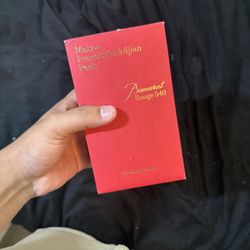 Maison
Francis Kurkdjian
Paris
Baccarat
Rouge 540